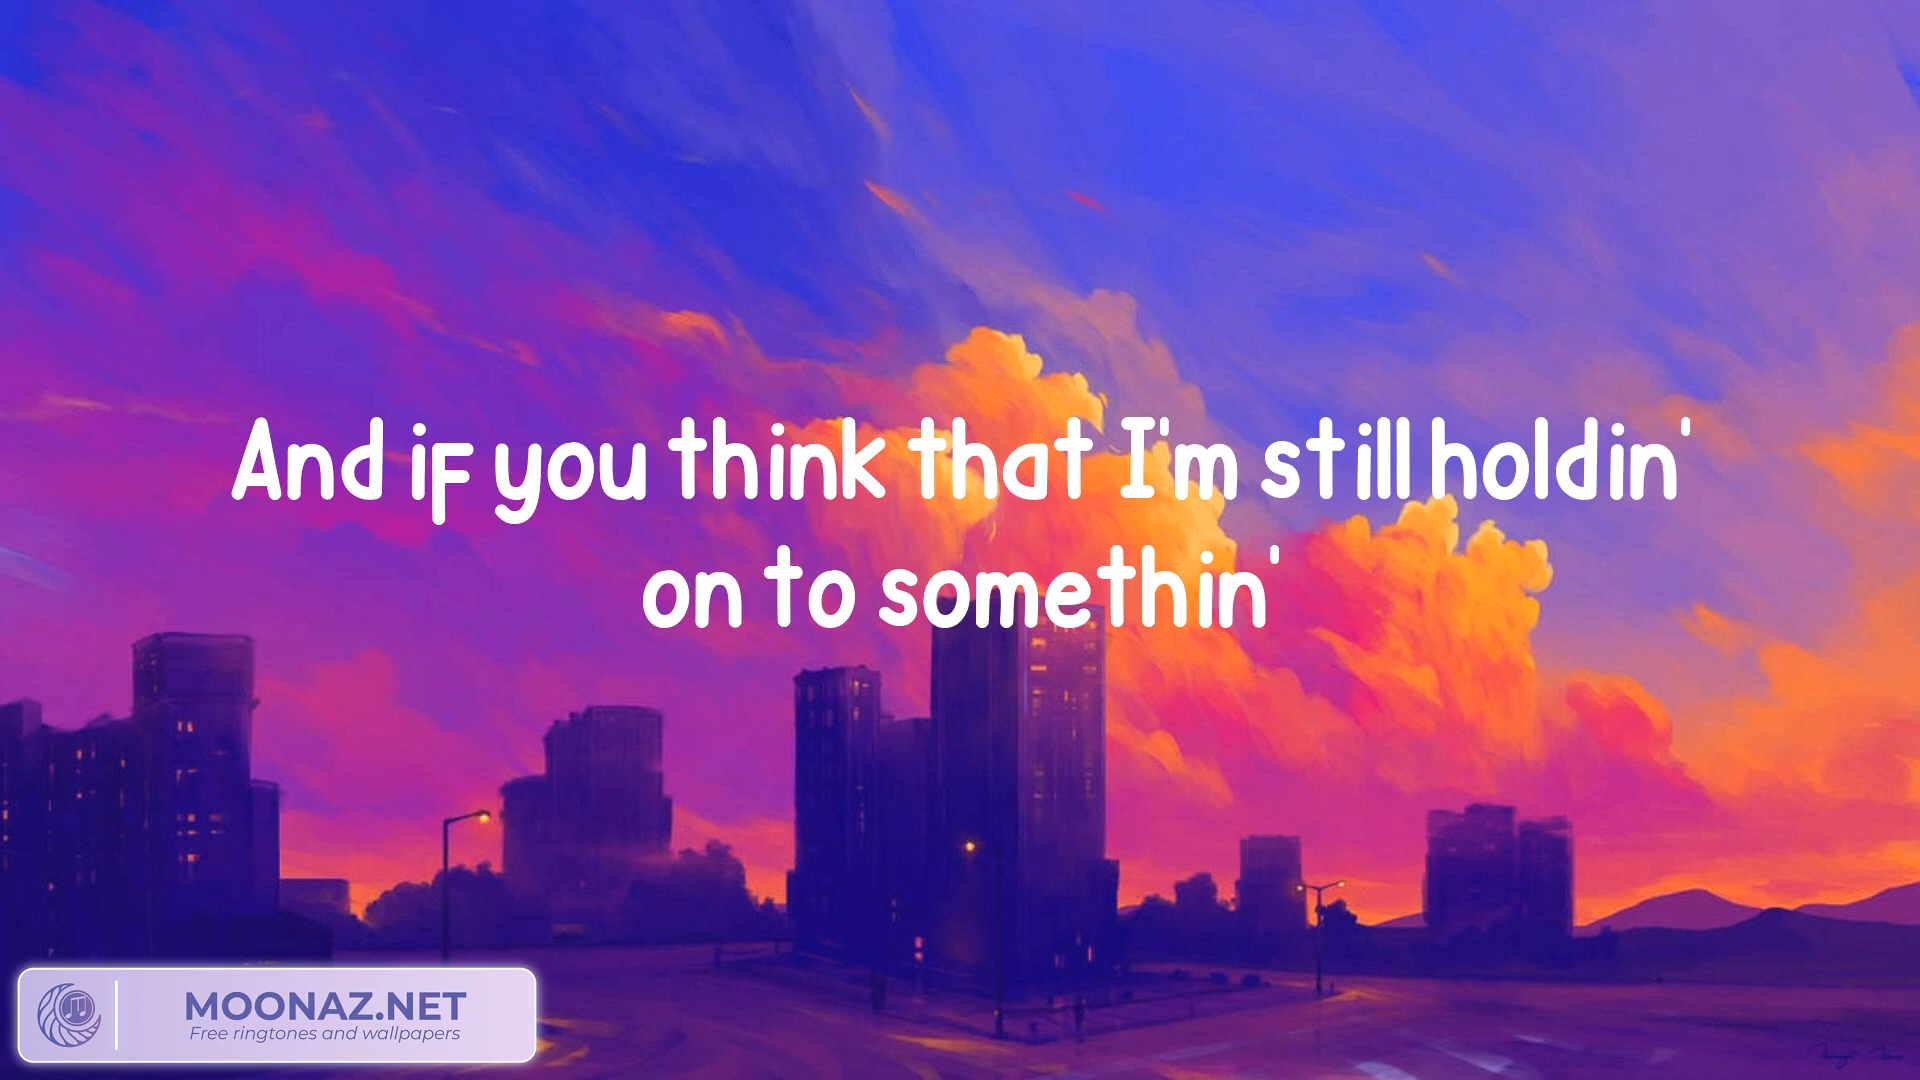 And if you think that I'm still holdin'
on to somethin'
MOONAZ.NET
Free ringtones and wallpapers